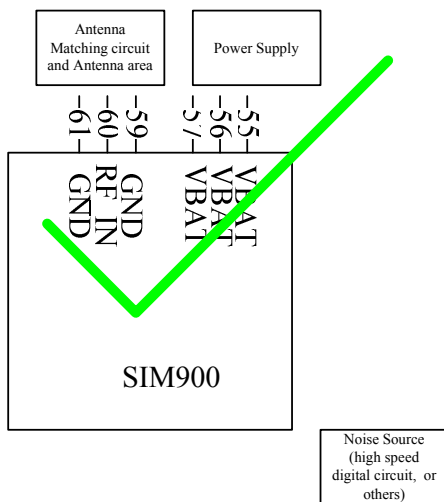 Antenna
Matching circuit
and Antenna area
Power Supply
61
60
59
57
56
55
GND
RF IN
GND
VBAT
VBAT
VBAT
SIM900
Noise Source
(high speed
digital circuit, or
others)